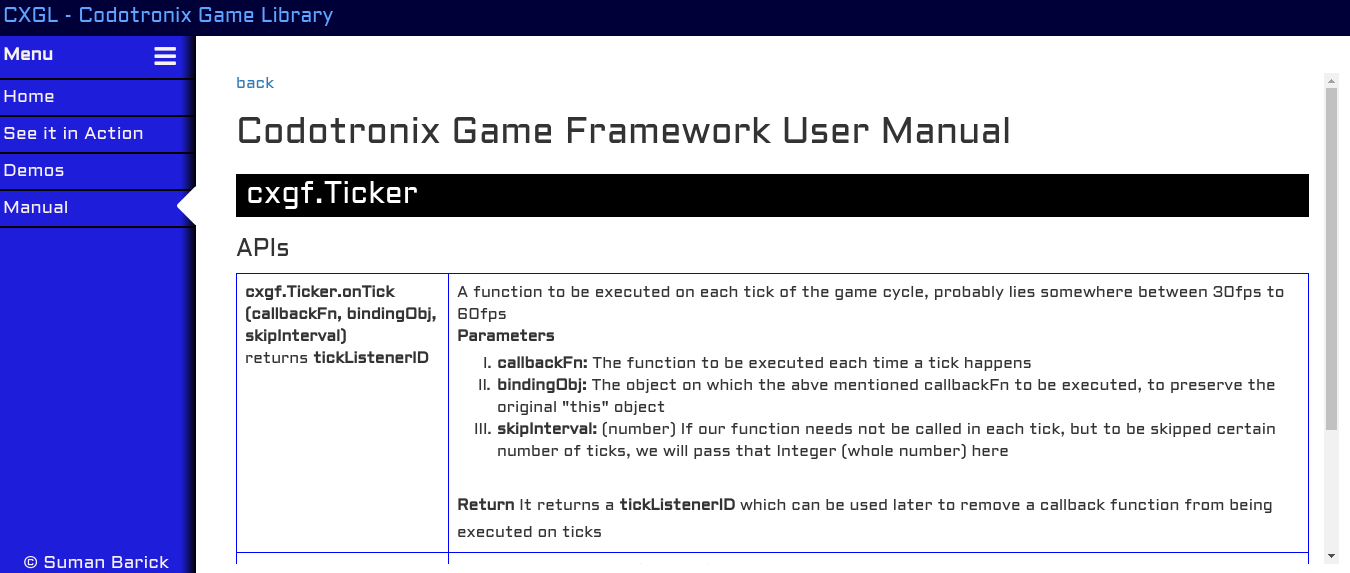 CXGL - Codotronix Game Library
Menu
Home
See it in Action
Demos
Manual
© Suman Barick
back
Codotronix Game Framework User Manual
cxgf.Ticker
APIs
cxgf.Ticker.onTick
(callbackFn, bindingObj,
skipInterval)
returns tickListenerID
A function to be executed on each tick of the game cycle, probably lies somewhere between 30fps to
60fps
Parameters
I. callbackFn: The function to be executed each time a tick happens
II. bindingObj: The object on which the abve mentioned callbackFn to be executed, to preserve the
original "this" object
III. skipInterval: (number) If our function needs not be called in each tick, but to be skipped certain
number of ticks, we will pass that Integer (whole number) here
Return It returns a tickListenerID which can be used later to remove a callback function from being
executed on ticks